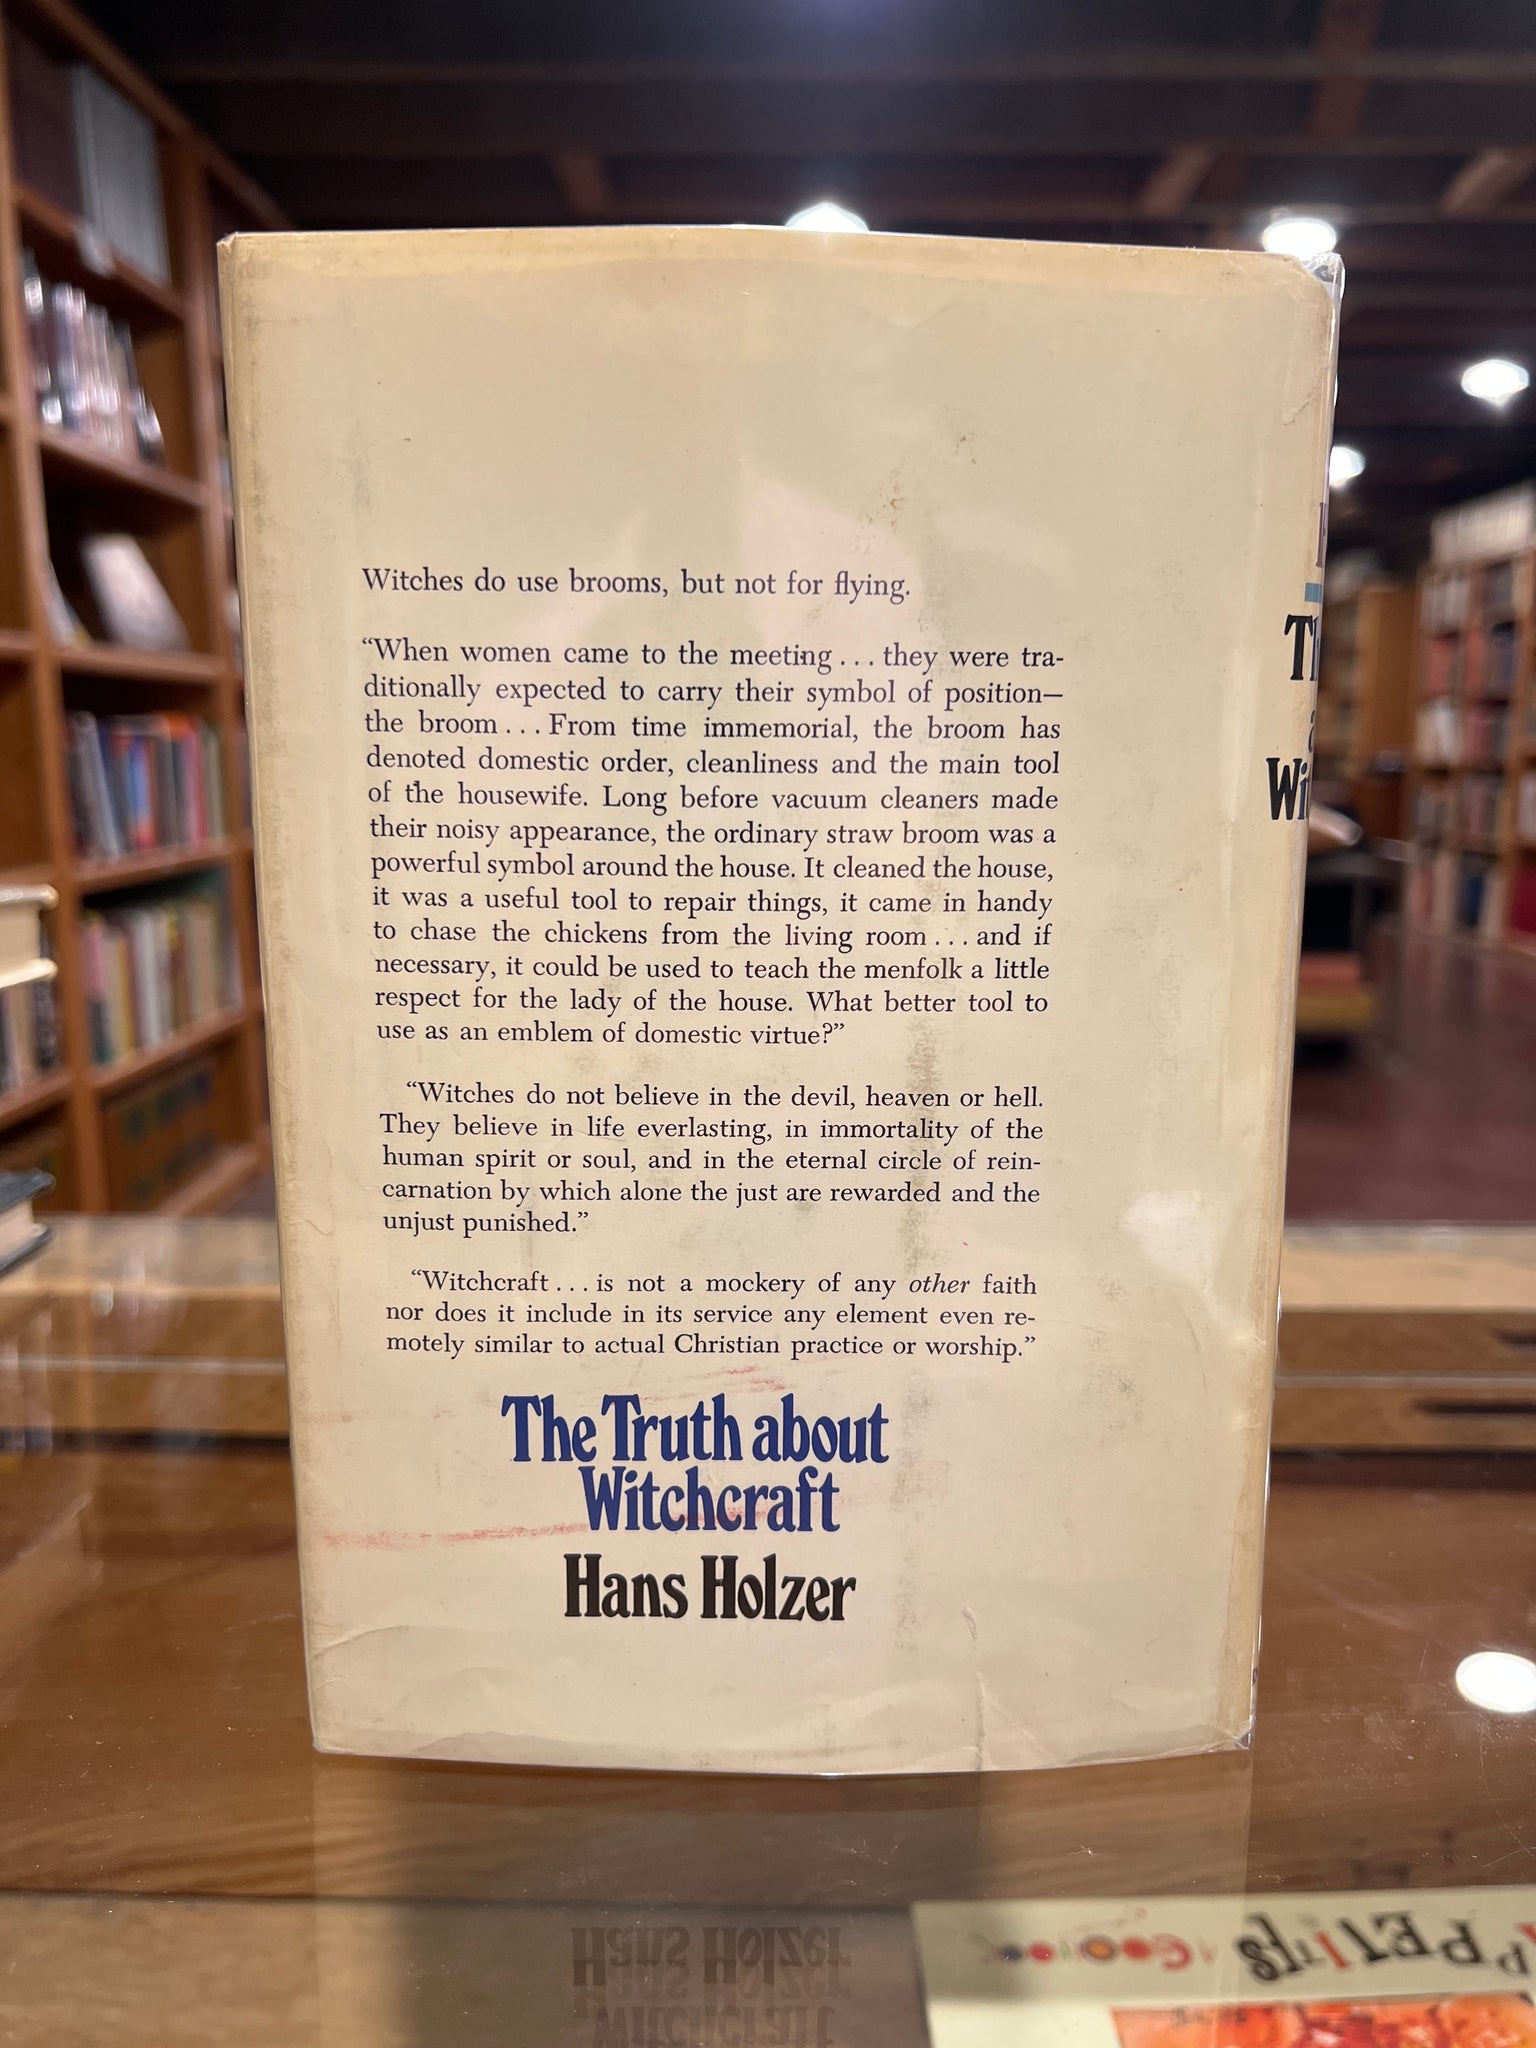 Witches do use brooms, but not for flying.
“When women came to the meeting . . . they were tra-
ditionally expected to carry their symbol of position—
the broom . . . From time immemorial, the broom has
denoted domestic order, cleanliness and the main tool
of the housewife. Long before vacuum cleaners made
their noisy appearance, the ordinary straw broom was a
powerful symbol around the house. It cleaned the house,
it was a useful tool to repair things, it came in handy
to chase the chickens from the living room . . . and if
necessary, it could be used to teach the menfolk a little
respect for the lady of the house. What better tool to
use as an emblem of domestic virtue?”
“Witches do not believe in the devil, heaven or hell.
They believe in life everlasting, in immortality of the
human spirit or soul, and in the eternal circle of rein-
carnation by which alone the just are rewarded and the
unjust punished.”
“Witchcraft . . . is not a mockery of any other faith
nor does it include in its service any element even re-
motely similar to actual Christian practice or worship.”
The Truth about
Witchcraft
Hans Holzer